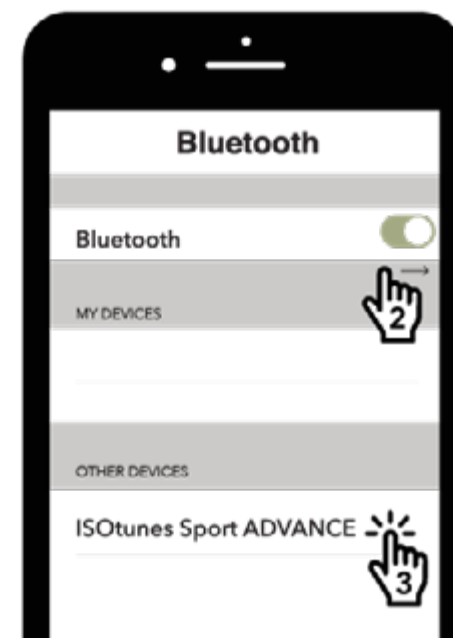 Bluetooth
Bluetooth
2
MY DEVICES
OTHER DEVICES
ISOtunes Sport ADVANCE
3